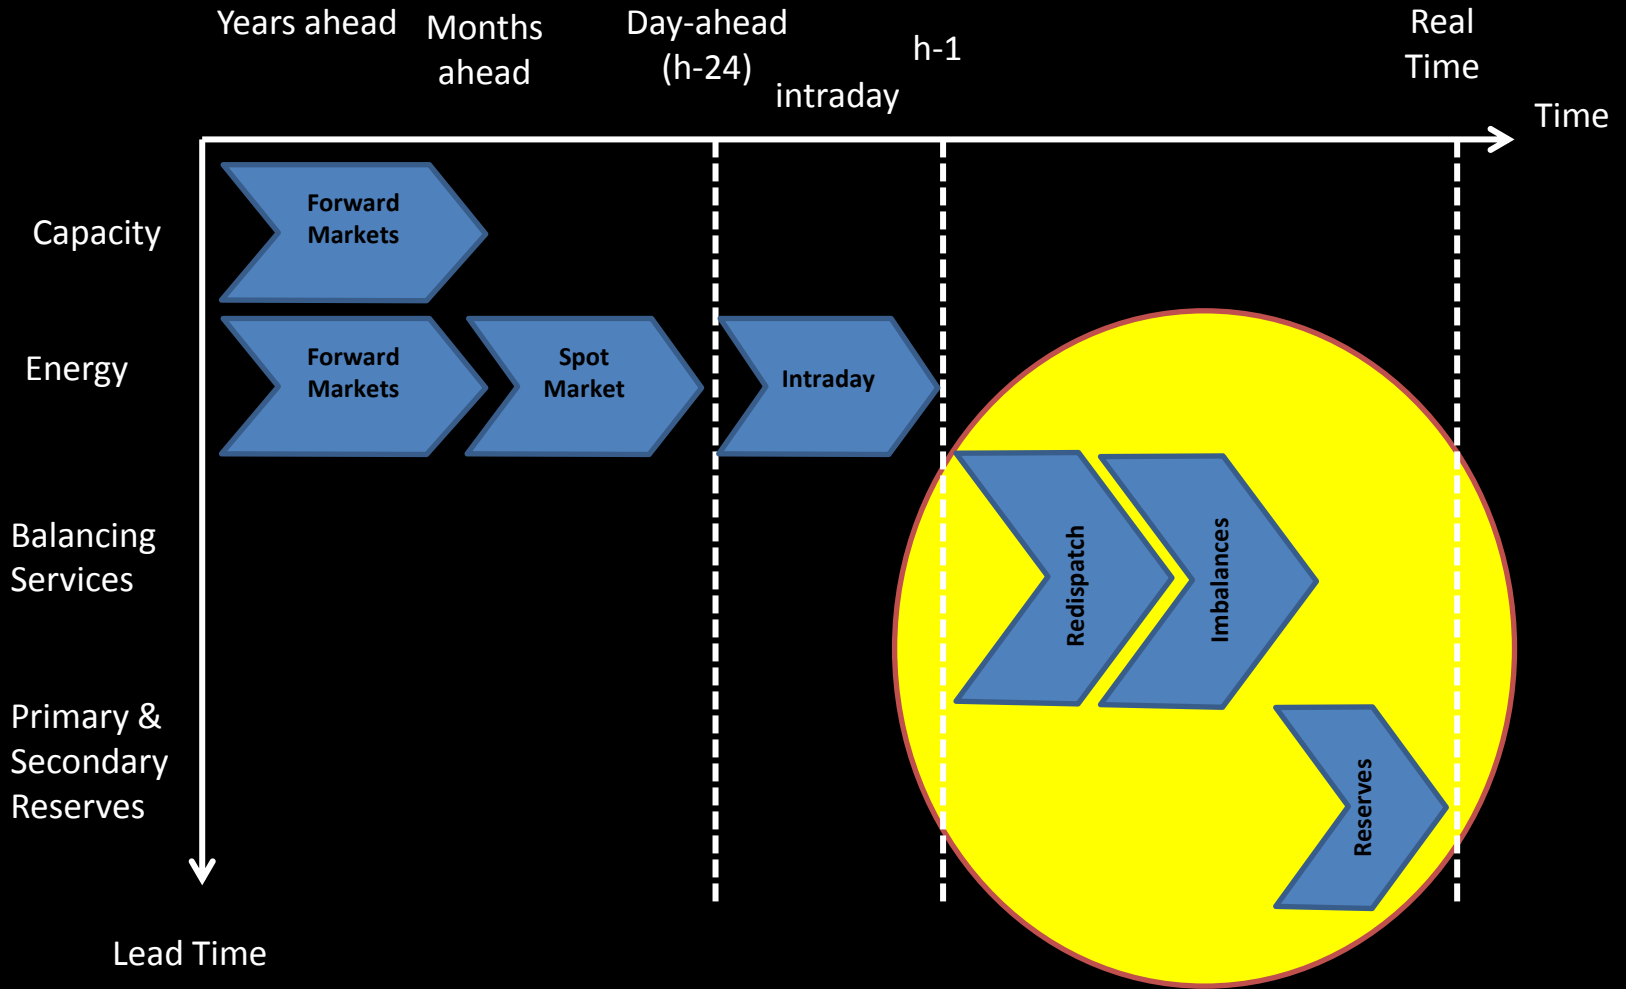 Years ahead
Months
ahead
Day-ahead
(h-24)
intraday
h-1
Real
Time
Time
Capacity
Forward
Markets
Energy
Forward
Markets
Spot
Market
Intraday
Balancing
Services
Redispatch
Imbalances
Primary &
Secondary
Reserves
Reserves
Lead Time